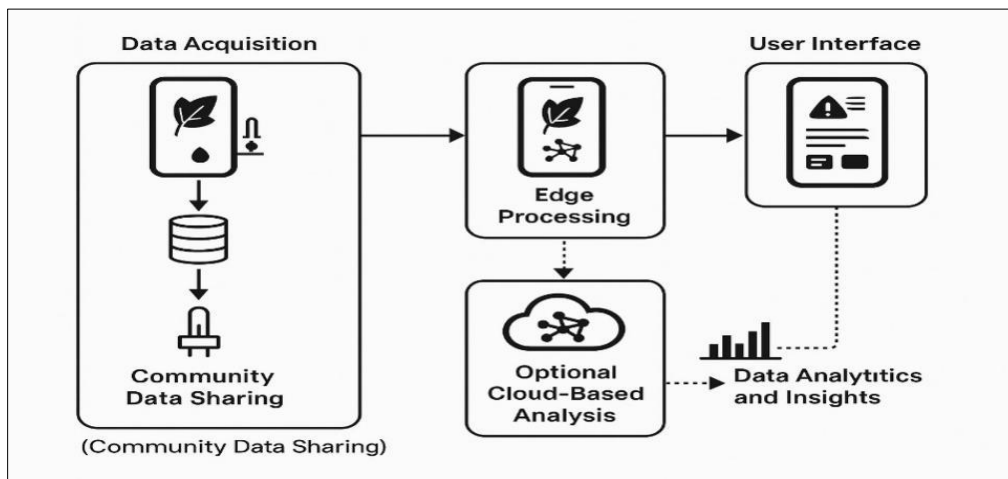 Data Acquisition
Community
Data Sharing
(Community Data Sharing)
Edge
Processing
Optional
Cloud-Based
Analysis
User Interface
Data Analytitics
and Insights